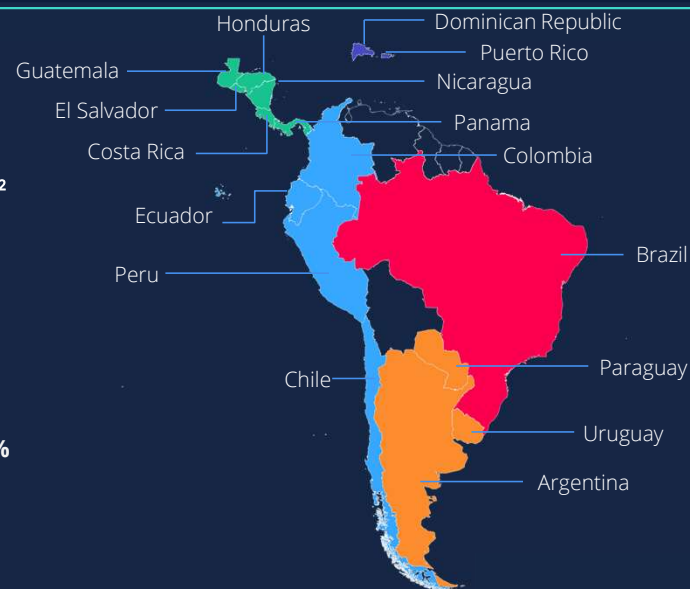 Honduras
Dominican Republic
Puerto Rico
Guatemala
Nicaragua
El Salvador
Panama
Costa Rica
Colombia
2
Ecuador
Brazil
Peru
Paraguay
Chile
Uruguay
%
Argentina